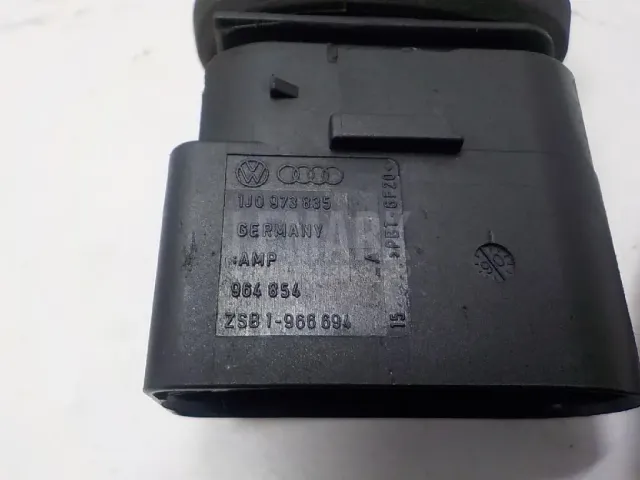 1J0 973 835
GERMANY
AMP
964 854
ZSB 1-966 694
>PBT-GF20<
A
15